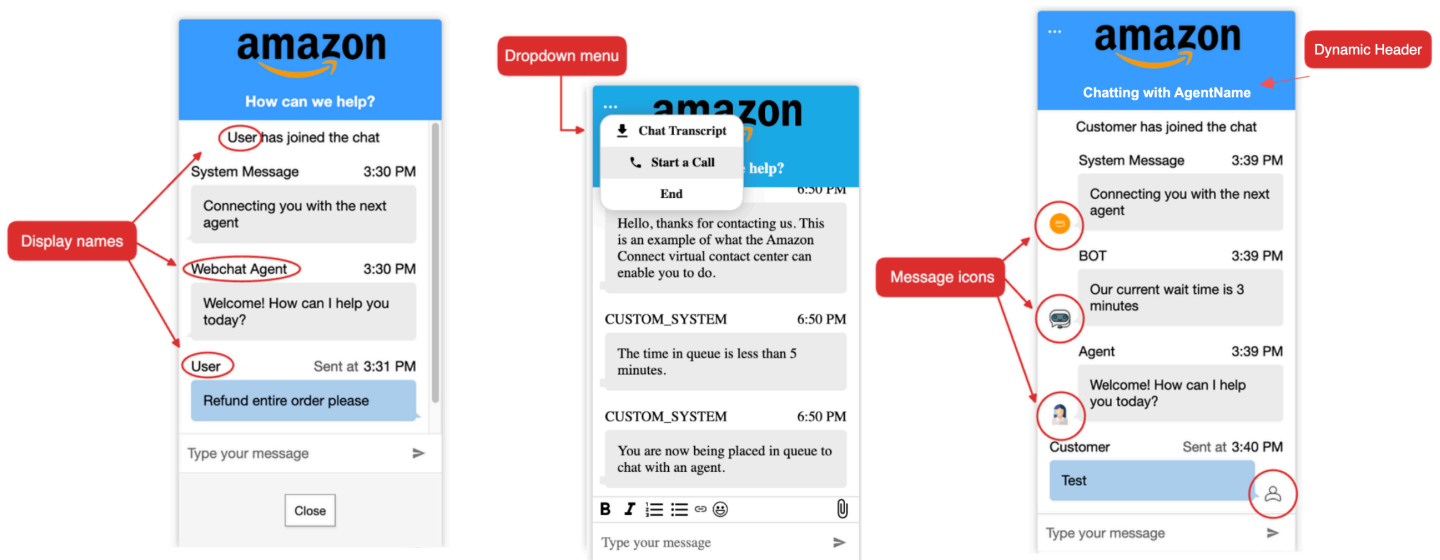 Display names
amazon
How can we help?
User has joined the chat
System Message 3:30 PM
Connecting you with the next
agent
Webchat Agent 3:30 PM
Welcome! How can I help you
today?
User Sent at 3:31 PM
Refund entire order please
Type your message
Close
Dropdown menu
...
amazon
Chat Transcript
Start a Call
End
help?
6:50 PM
Hello, thanks for contacting us. This
is an example of what the Amazon
Connect virtual contact center can
enable you to do.
CUSTOM_SYSTEM 6:50 PM
The time in queue is less than 5
minutes.
CUSTOM_SYSTEM 6:50 PM
You are now being placed in queue to
chat with an agent.
B I
Type your message
Message icons
Dynamic Header
...
amazon
Chatting with AgentName
Customer has joined the chat
System Message 3:39 PM
Connecting you with the next
agent
BOT 3:39 PM
Our current wait time is 3
minutes
Agent 3:39 PM
Welcome! How can I help
you today?
Customer Sent at 3:40 PM
Test
Type your message